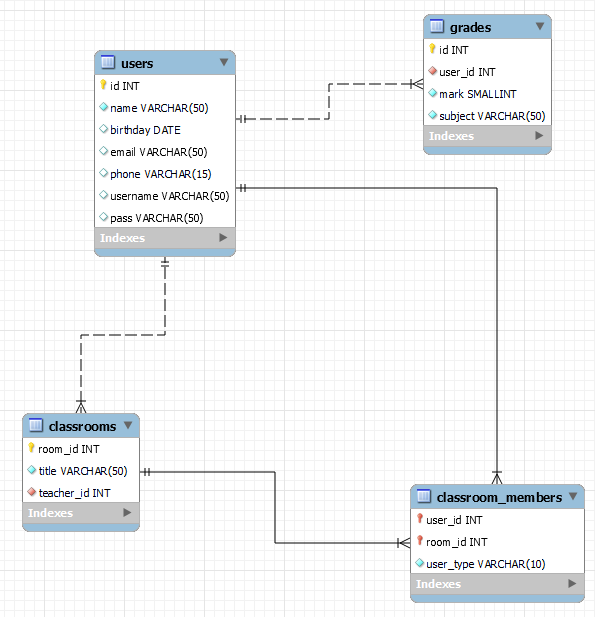 users
id INT
name VARCHAR(50)
birthday DATE
email VARCHAR(50)
phone VARCHAR(15)
username VARCHAR(50)
pass VARCHAR(50)
Indexes
grades
id INT
user_id INT
mark SMALLINT
subject VARCHAR(50)
Indexes
classrooms
room_id INT
title VARCHAR(50)
teacher_id INT
Indexes
classroom_members
user_id INT
room_id INT
user_type VARCHAR(10)
Indexes